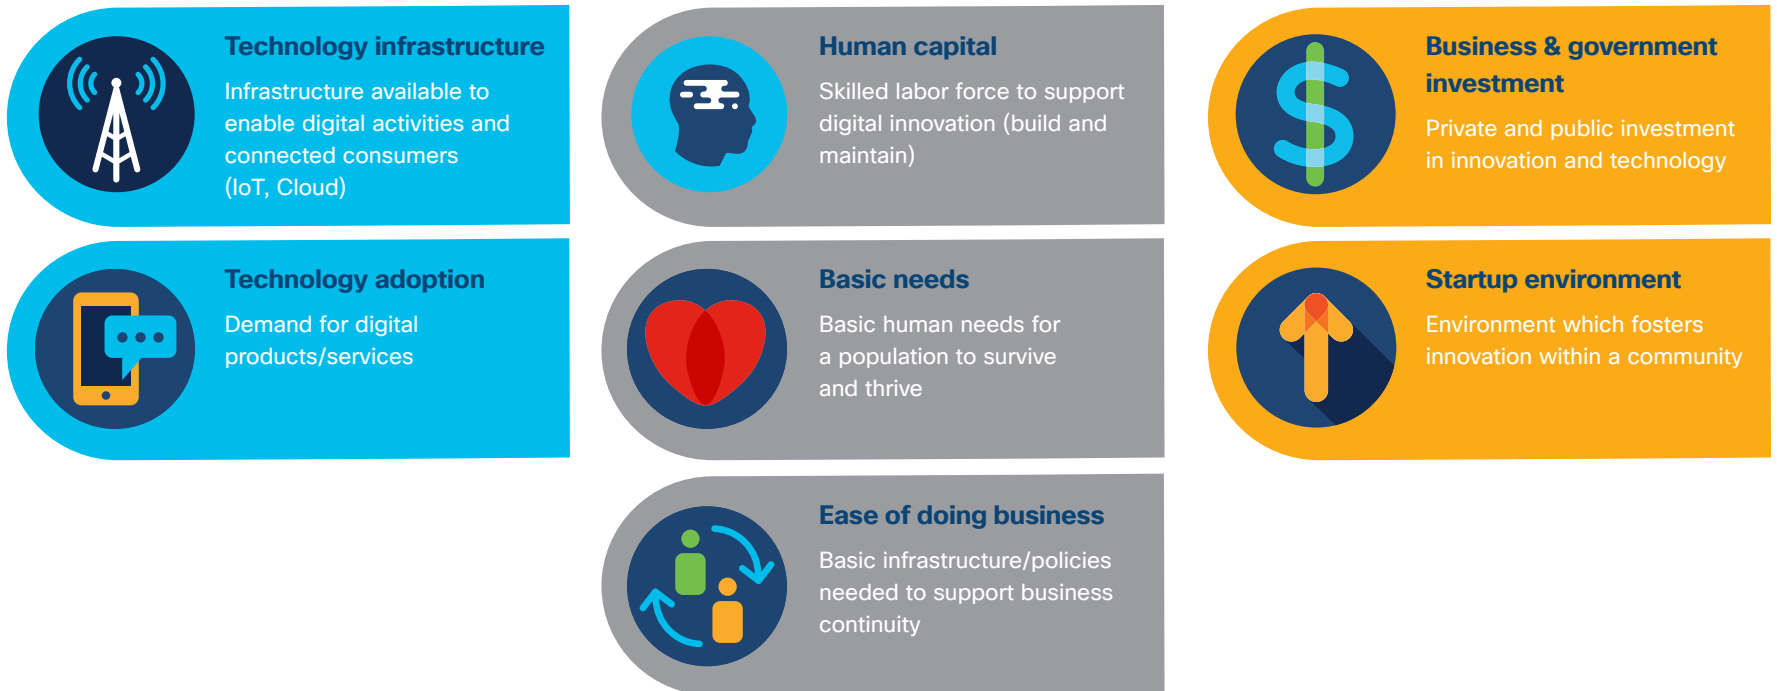 Technology infrastructure
Infrastructure available to
enable digital activities and
connected consumers
(IoT, Cloud)
Technology adoption
Demand for digital
products/services
Human capital
Skilled labor force to support
digital innovation (build and
maintain)
Basic needs
Basic human needs for
a population to survive
and thrive
Ease of doing business
Basic infrastructure/policies
needed to support business
continuity
Business & government
investment
Private and public investment
in innovation and technology
Startup environment
Environment which fosters
innovation within a community